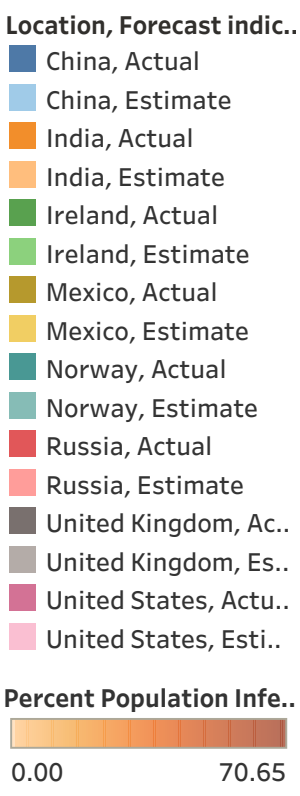 Location, Forecast indic..
China, Actual
China, Estimate
India, Actual
India, Estimate
Ireland, Actual
Ireland, Estimate
Mexico, Actual
Mexico, Estimate
Norway, Actual
Norway, Estimate
Russia, Actual
Russia, Estimate
United Kingdom, Ac..
United Kingdom, Es..
United States, Actu..
United States, Esti..
Percent Population Infe..
0.00 70.65